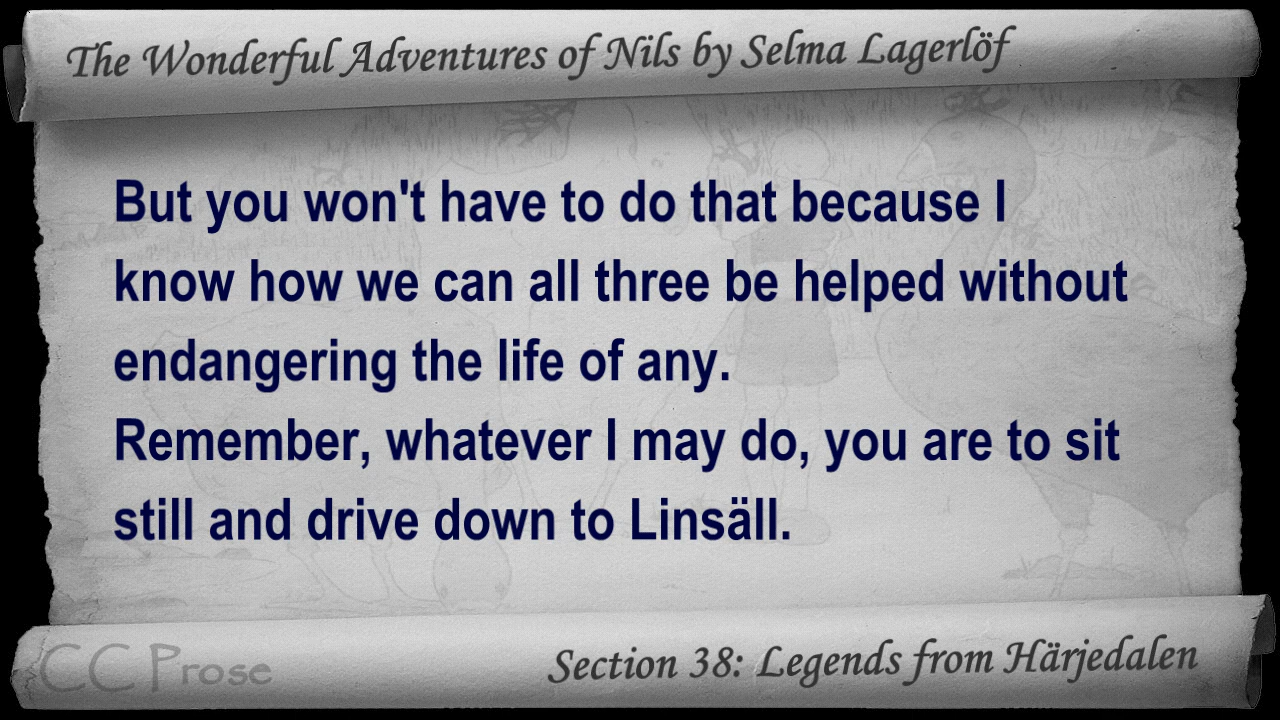 The Wonderful Adventures of Nils by Selma Lagerlöf
But you won't have to do that because I
know how we can all three be helped without
endangering the life of any.
Remember, whatever I may do, you are to sit
still and drive down to Linsäll.
CC Prose
Section 38: Legends from Härjedalen